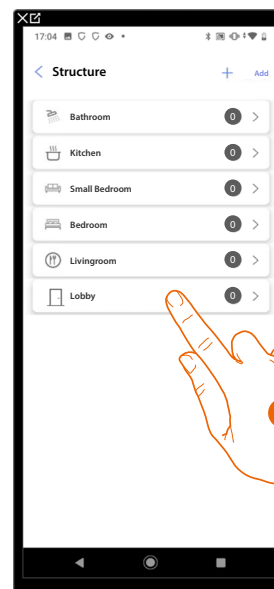 17:04
Structure
Add
Bathroom 0
Kitchen 0
Small Bedroom 0
Bedroom 0
Livingroom 0
Lobby 0